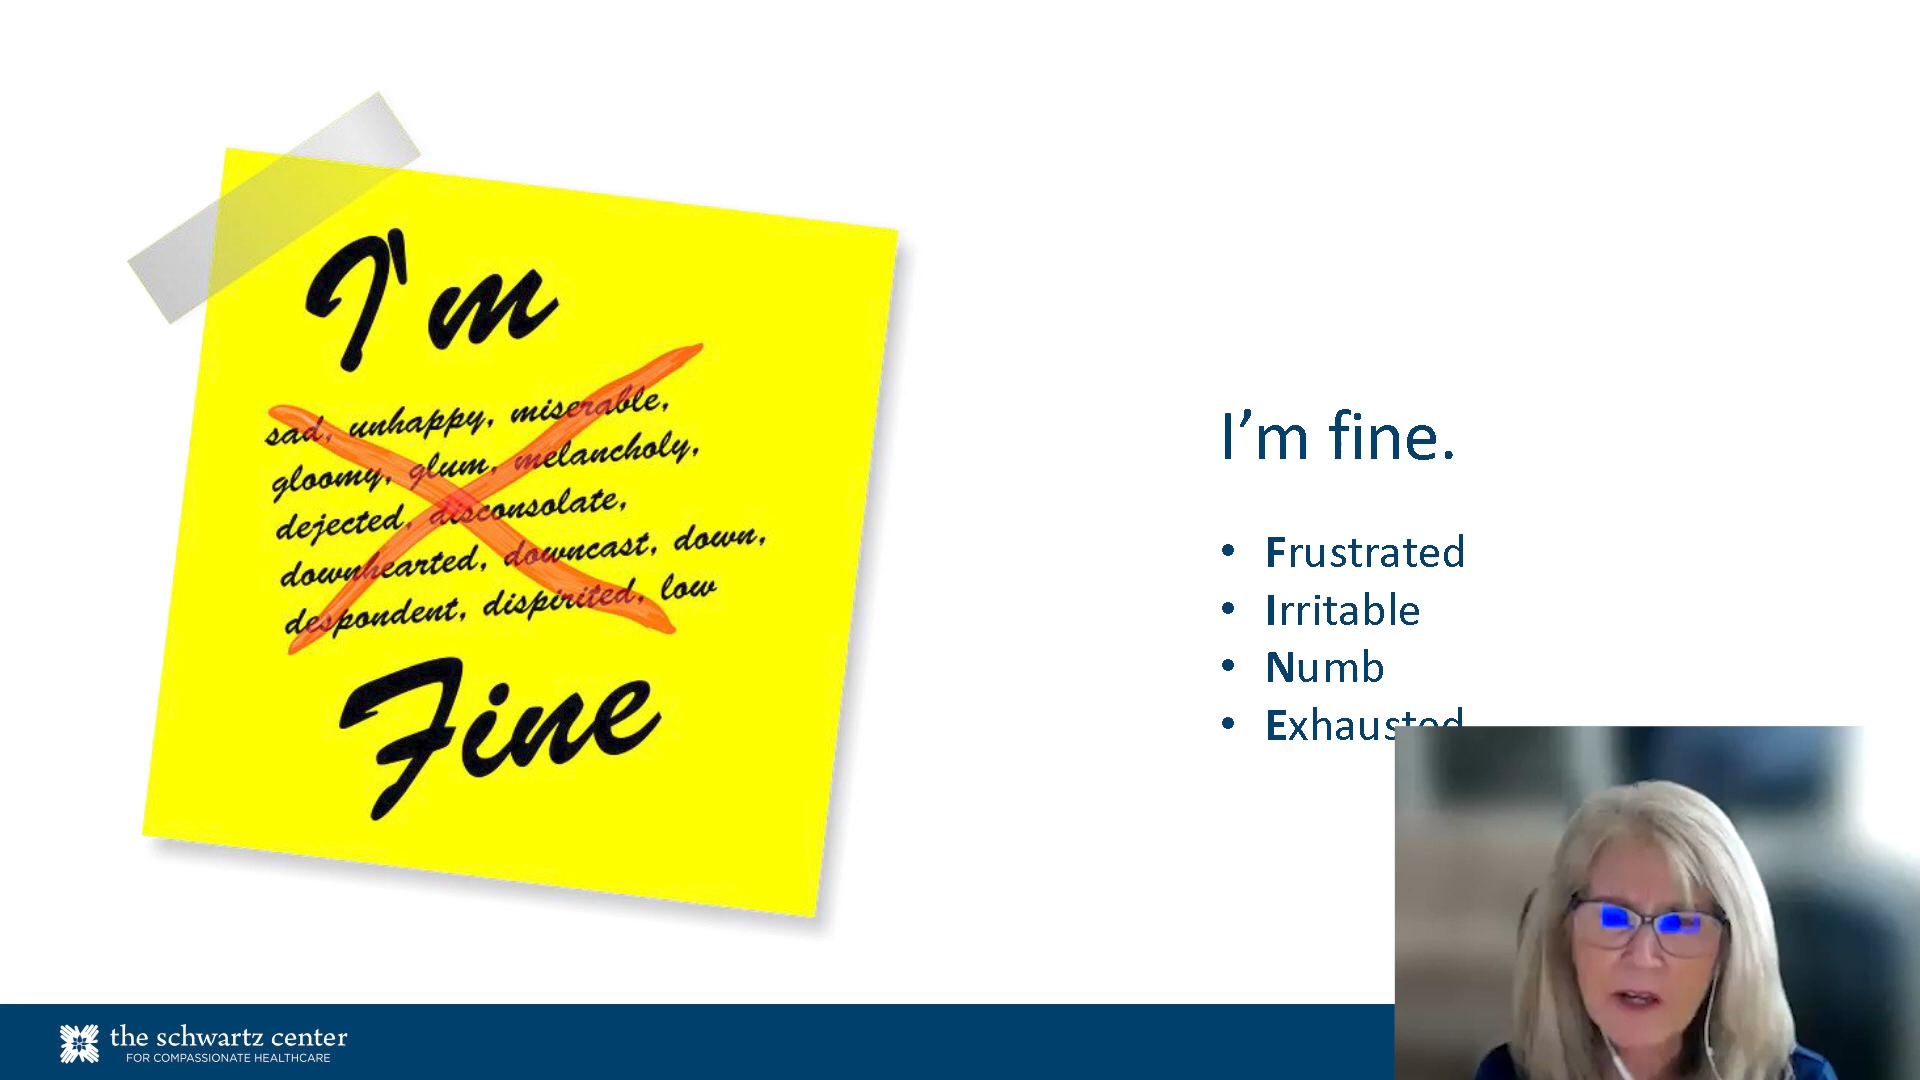 I'm
sad, unhappy, miserable,
gloomy, glum, melancholy,
dejected, disconsolate,
downhearted, downcast, down,
despondent, dispirited, low
Fine
I’m fine.
• Frustrated
• Irritable
• Numb
• Exhausted
the schwartz center
FOR COMPASSIONATE HEALTHCARE